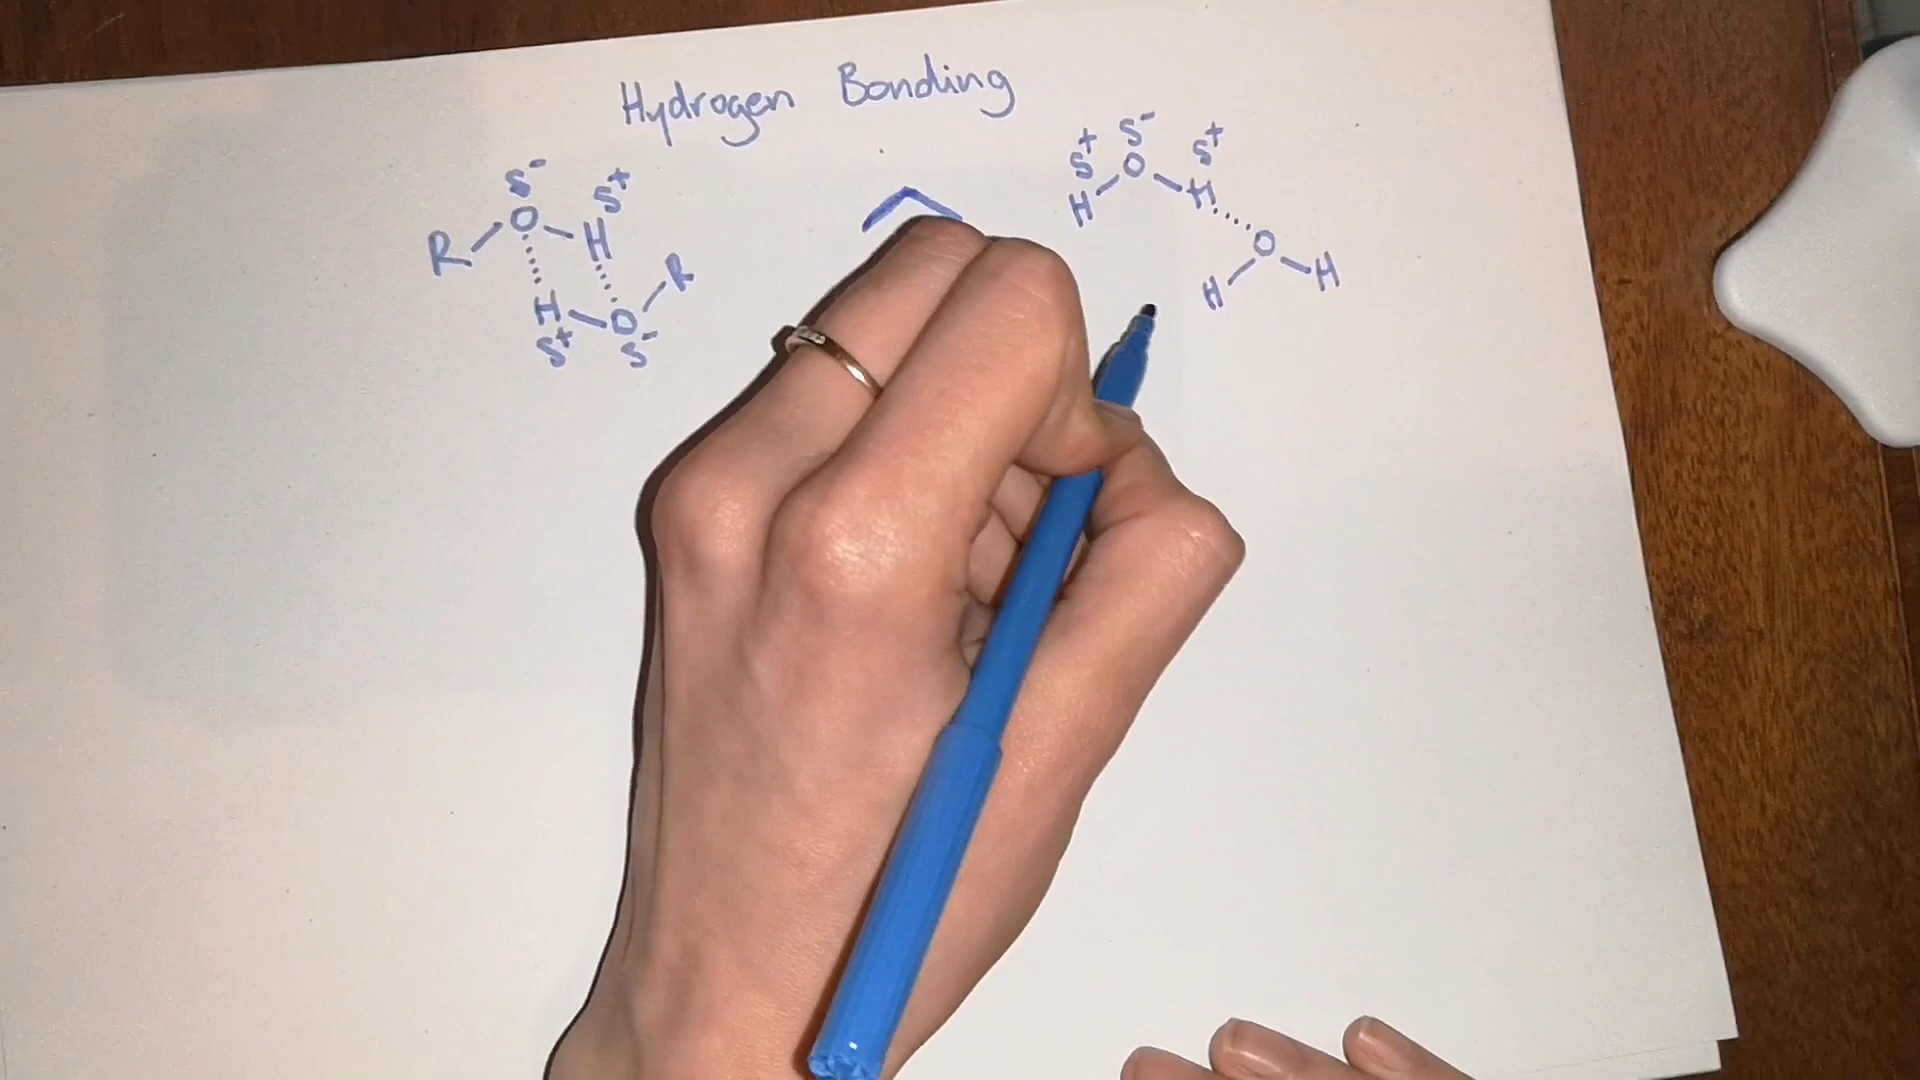 Hydrogen Bonding
δ-
δ+
R O H
H O R
δ+
δ-
δ+ δ- δ+
H O H
O
H H